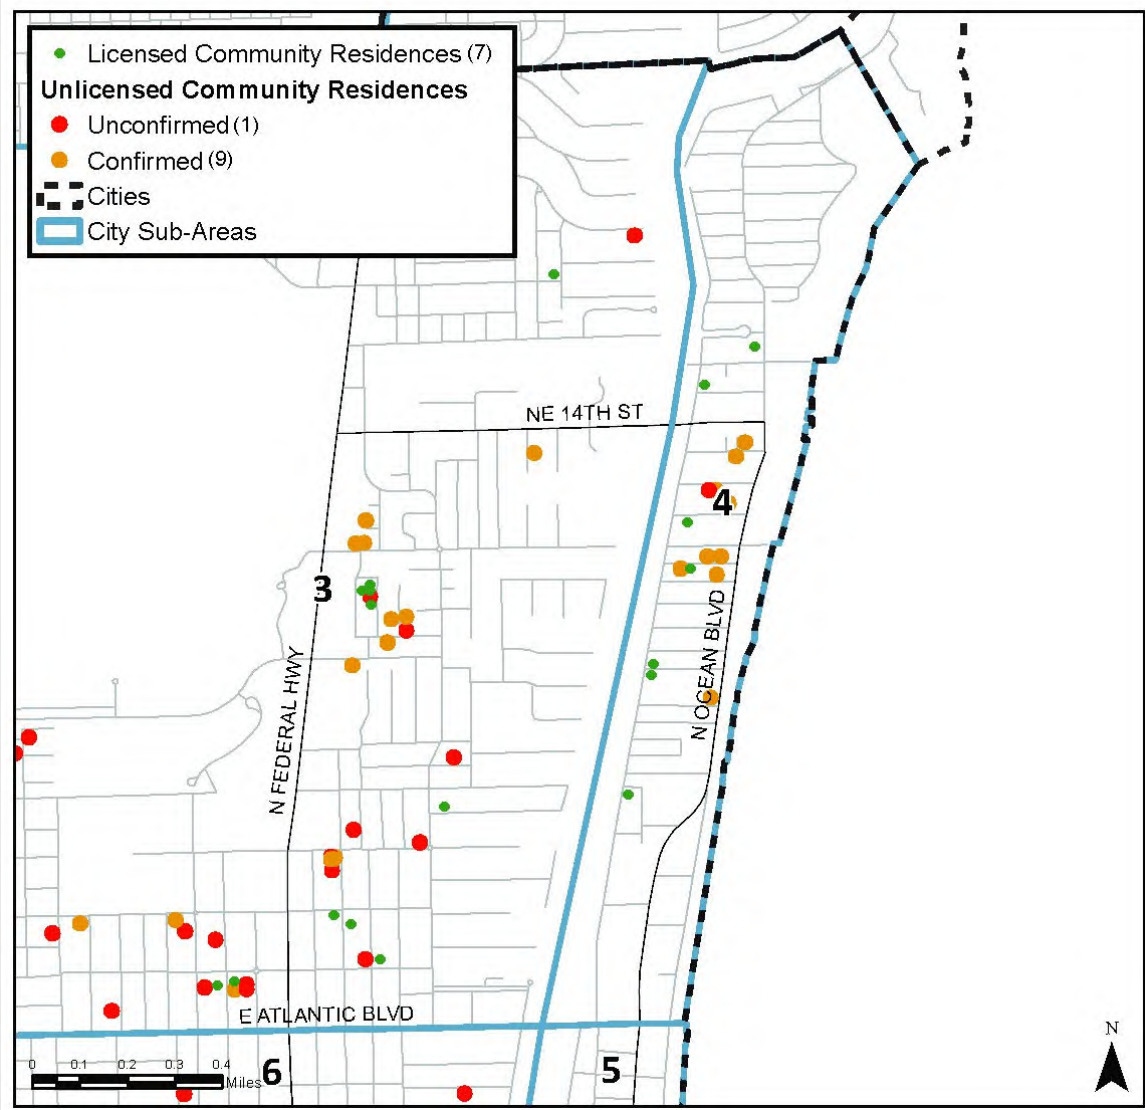 Licensed Community Residences (7)
Unlicensed Community Residences
Unconfirmed (1)
Confirmed (9)
Cities
City Sub-Areas
NE 14TH ST
4
3
N OCEAN BLVD
N FEDERAL HWY
E ATLANTIC BLVD
N
0 0.1 0.2 0.3 0.4
Miles
6
5